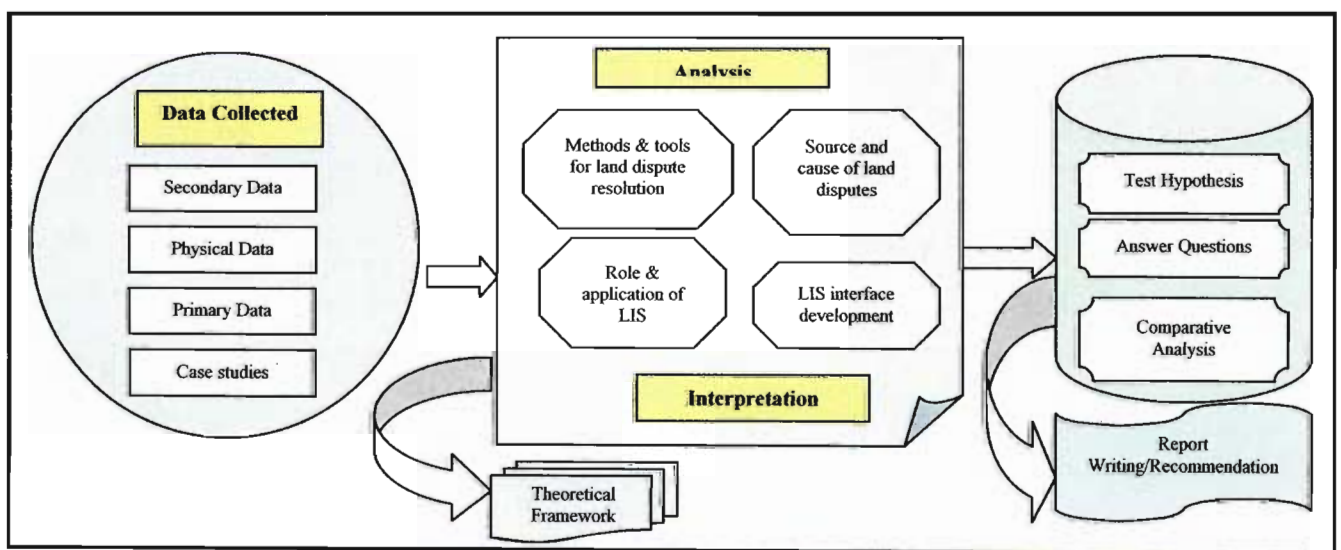 Data Collected
Secondary Data
Physical Data
Primary Data
Case studies
Analysis
Methods & tools
for land dispute
resolution
Source and
cause of land
disputes
Role &
application of
LIS
LIS interface
development
Interpretation
Theoretical
Framework
Test Hypothesis
Answer Questions
Comparative
Analysis
Report
Writing/Recommendation